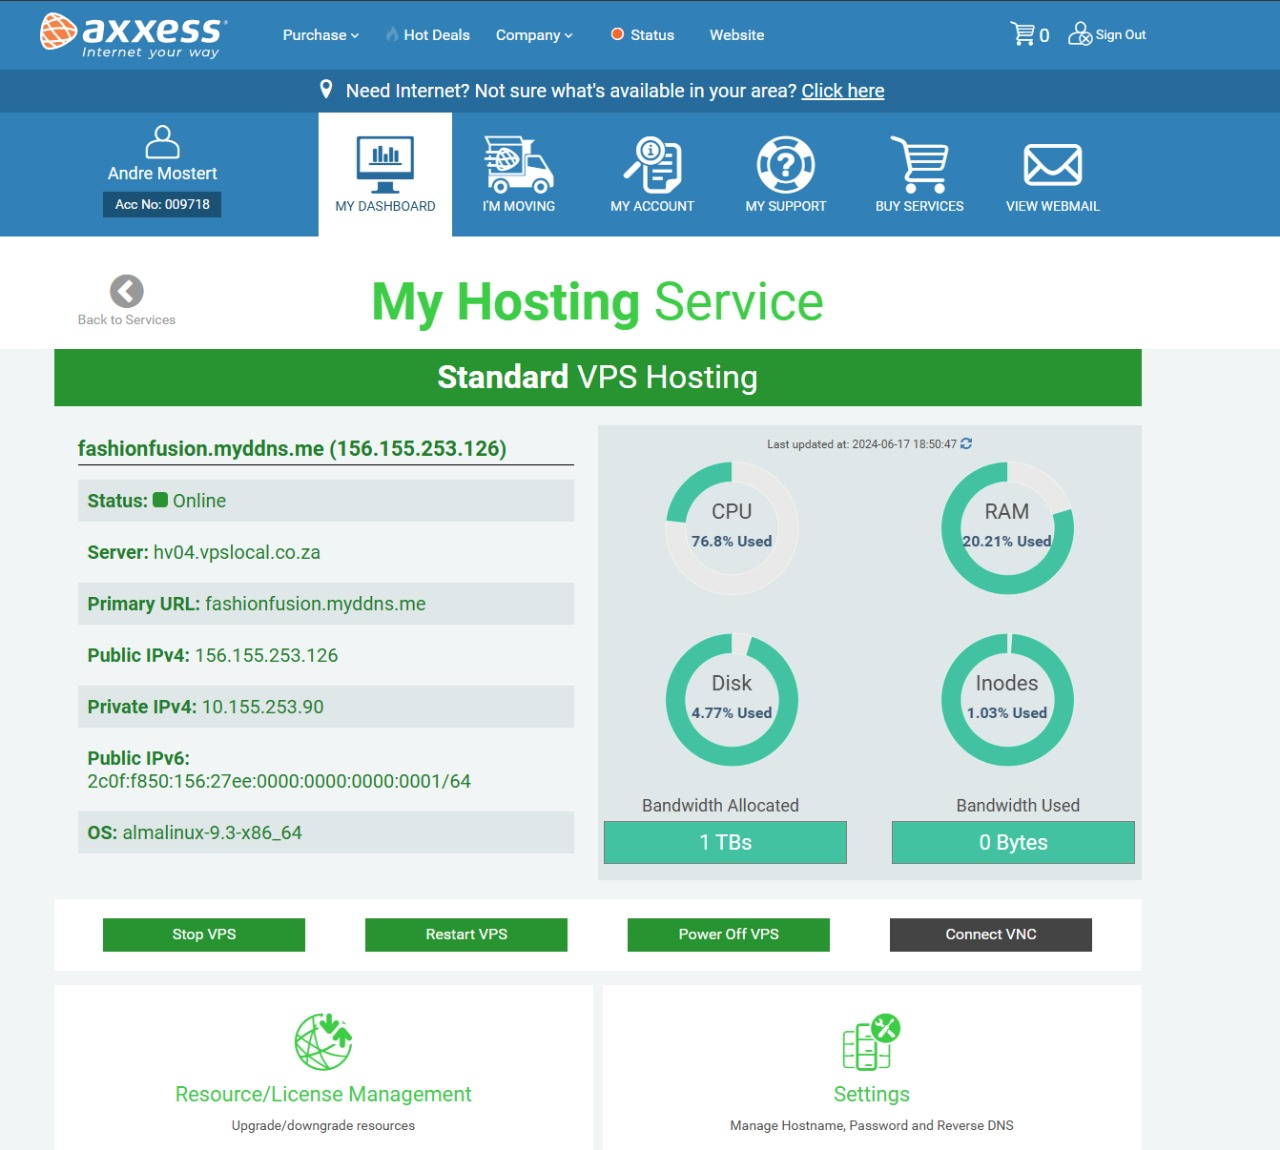 axxess
Internet your way
Purchase
Hot Deals
Company
Status
Website
0
Sign Out
Need Internet? Not sure what's available in your area? Click here
Andre Mostert
Acc No: 009718
MY DASHBOARD
I'M MOVING
MY ACCOUNT
MY SUPPORT
BUY SERVICES
VIEW WEBMAIL
Back to Services
My Hosting Service
Standard VPS Hosting
fashionfusion.myddns.me (156.155.253.126)
Status: Online
Server: hv04.vpslocal.co.za
Primary URL: fashionfusion.myddns.me
Public IPv4: 156.155.253.126
Private IPv4: 10.155.253.90
Public IPv6:
2c0f:f850:156:27ee:0000:0000:0000:0001/64
OS: almalinux-9.3-x86_64
Last updated at: 2024-06-17 18:50:47
CPU
76.8% Used
RAM
20.21% Used
Disk
4.77% Used
Inodes
1.03% Used
Bandwidth Allocated
1 TBs
Bandwidth Used
0 Bytes
Stop VPS
Restart VPS
Power Off VPS
Connect VNC
Resource/License Management
Upgrade/downgrade resources
Settings
Manage Hostname, Password and Reverse DNS